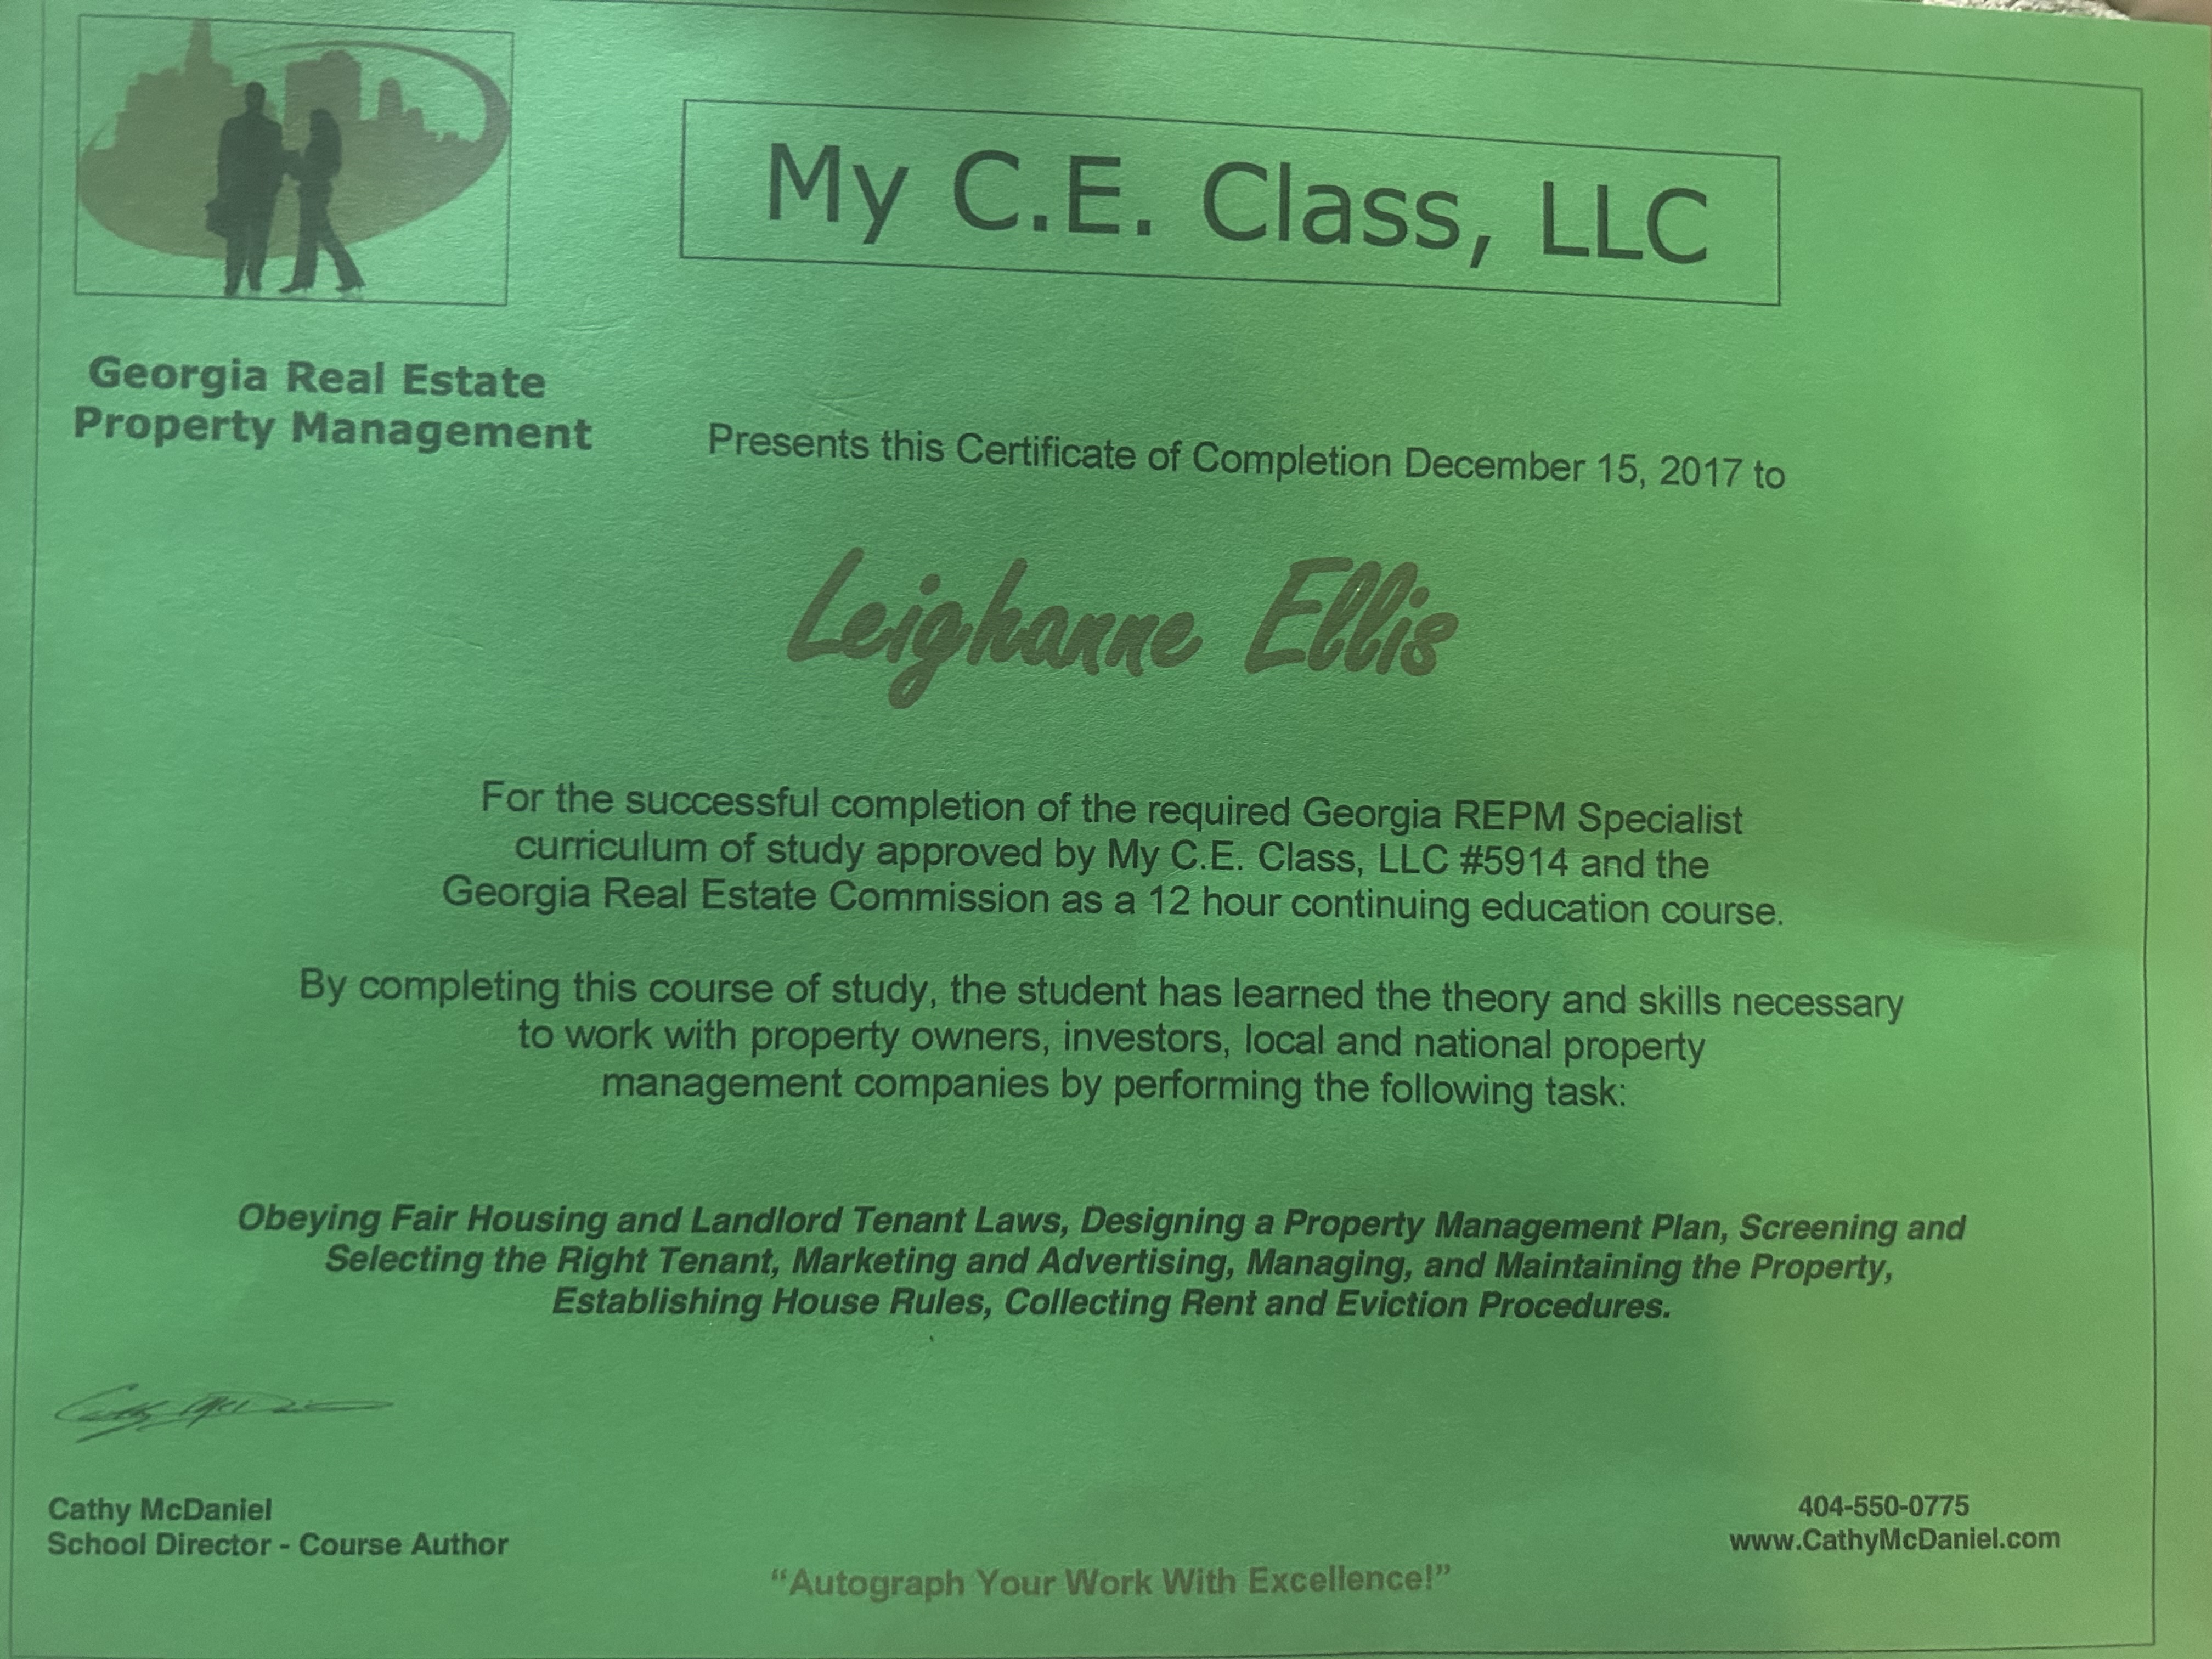 My C.E. Class, LLC
Georgia Real Estate
Property Management
Presents this Certificate of Completion December 15, 2017 to
Leighanne Ellis
For the successful completion of the required Georgia REPM Specialist
curriculum of study approved by My C.E. Class, LLC #5914 and the
Georgia Real Estate Commission as a 12 hour continuing education course.
By completing this course of study, the student has learned the theory and skills necessary
to work with property owners, investors, local and national property
management companies by performing the following task:
Obeying Fair Housing and Landlord Tenant Laws, Designing a Property Management Plan, Screening and
Selecting the Right Tenant, Marketing and Advertising, Managing, and Maintaining the Property,
Establishing House Rules, Collecting Rent and Eviction Procedures.
Cathy McDaniel
School Director - Course Author
404-550-0775
www.CathyMcDaniel.com
“Autograph Your Work With Excellence!”